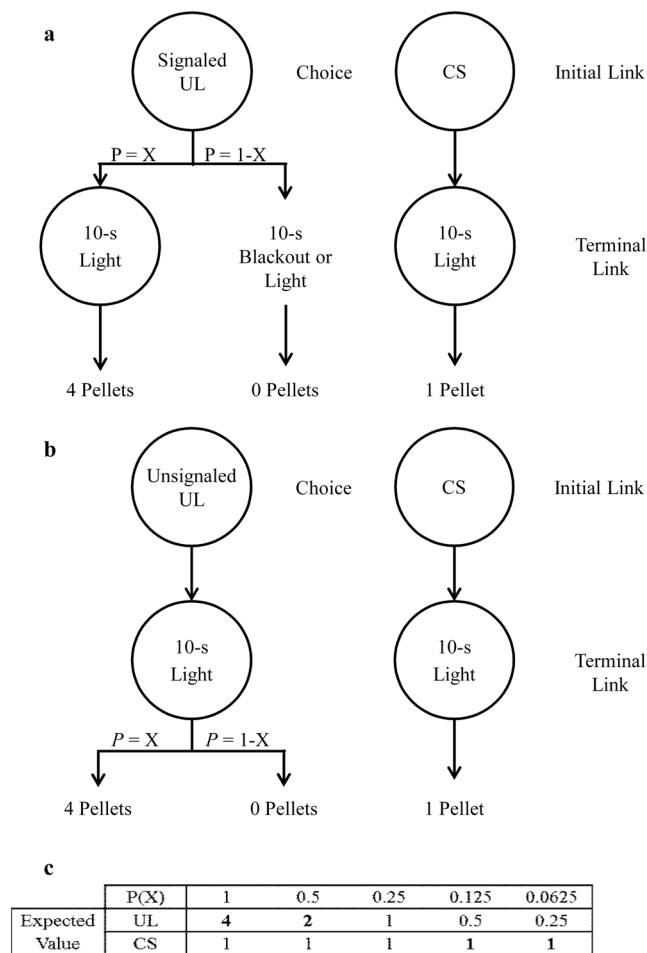 a
Signaled
UL
Choice
CS
Initial Link
P = X
P = 1-X
10-s
Light
10-s
Blackout or
Light
10-s
Light
Terminal
Link
4 Pellets
0 Pellets
1 Pellet
b
Unsignaled
UL
Choice
CS
Initial Link
10-s
Light
10-s
Light
Terminal
Link
P = X
P = 1-X
4 Pellets
0 Pellets
1 Pellet
c
P(X) 1 0.5 0.25 0.125 0.0625
Expected UL 4 2 1 0.5 0.25
Value CS 1 1 1 1 1